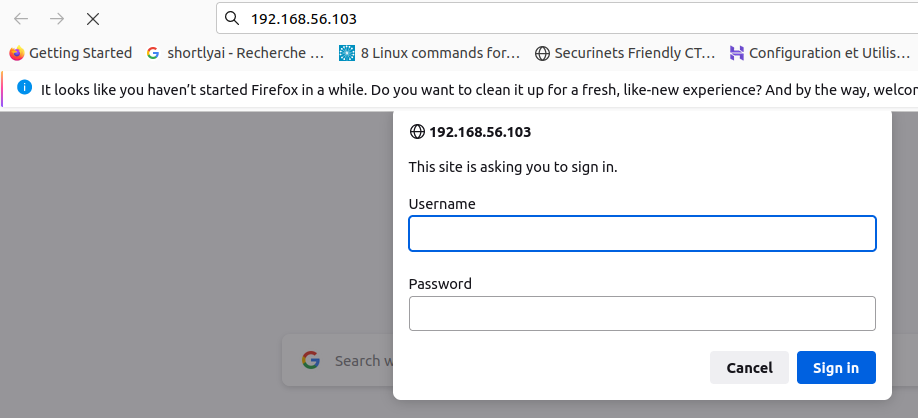 192.168.56.103
Getting Started shortlyai - Recherche ... 8 Linux commands for... Securinets Friendly CT... Configuration et Utilis...
It looks like you haven't started Firefox in a while. Do you want to clean it up for a fresh, like-new experience? And by the way, welcom
192.168.56.103
This site is asking you to sign in.
Username
Password
Search w
Cancel Sign in